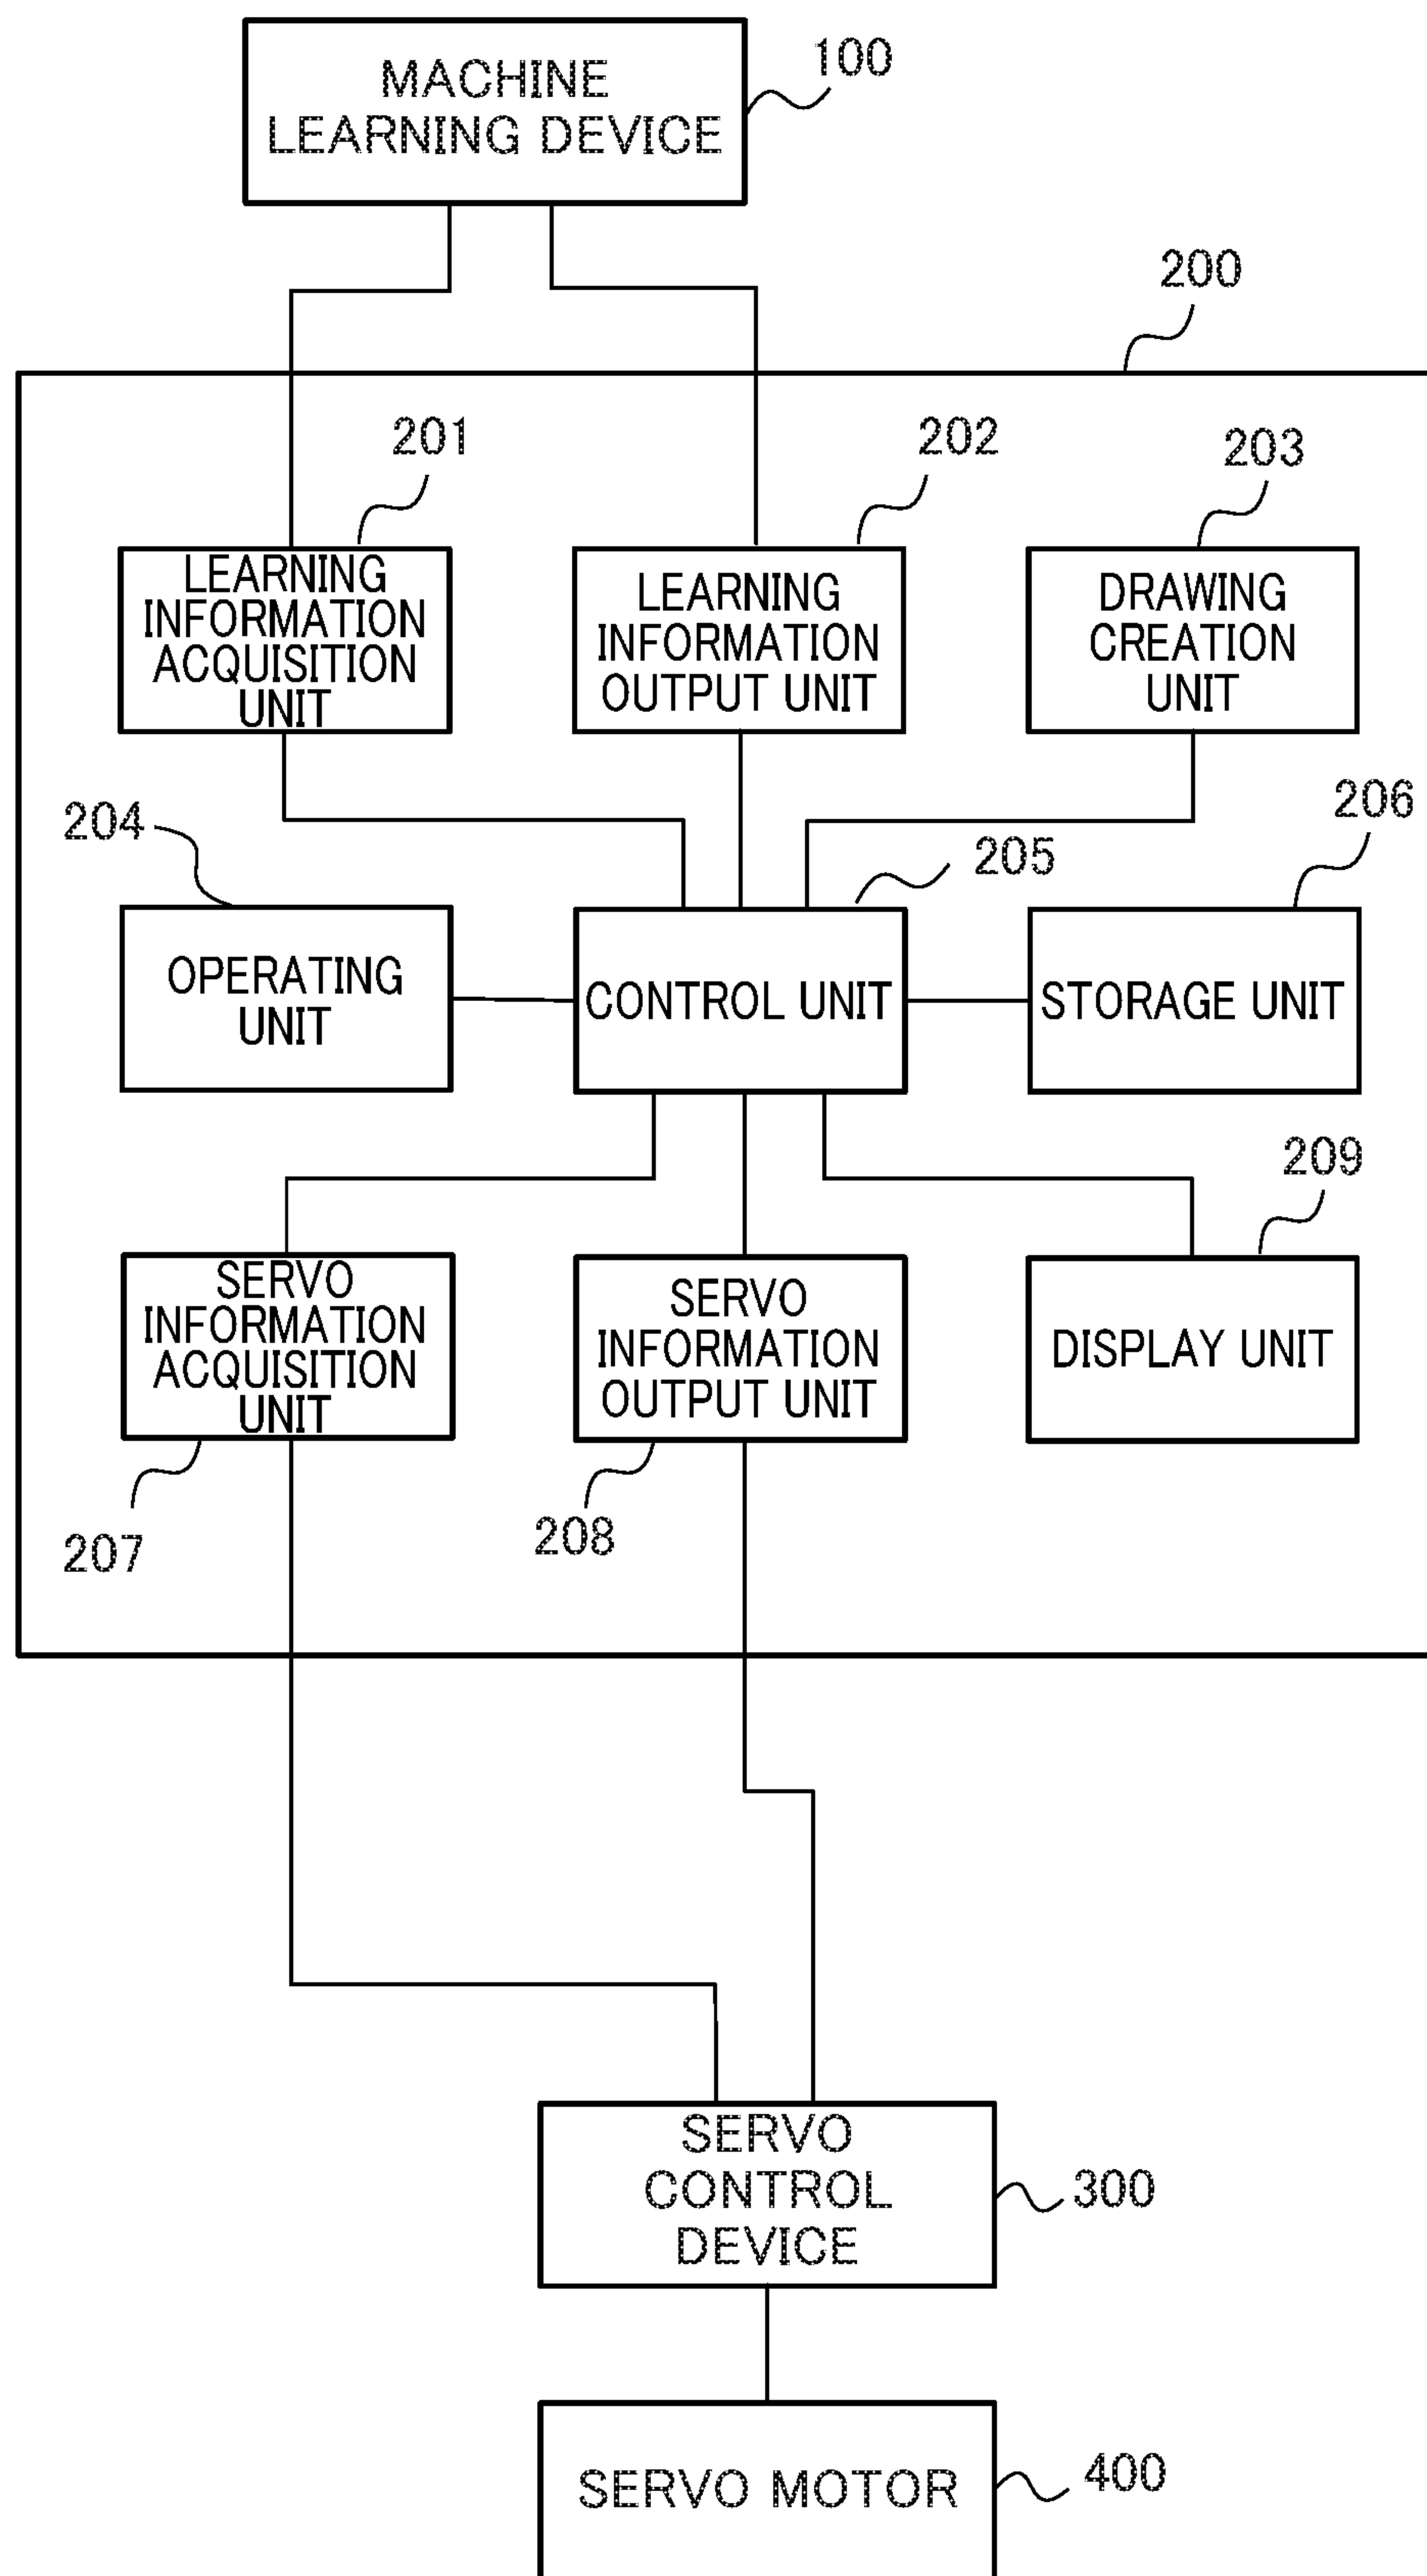 MACHINE
LEARNING DEVICE
100
200
201
202
203
LEARNING
INFORMATION
ACQUISITION
UNIT
LEARNING
INFORMATION
OUTPUT UNIT
DRAWING
CREATION
UNIT
204
205
206
OPERATING
UNIT
CONTROL UNIT
STORAGE UNIT
209
SERVO
INFORMATION
ACQUISITION
UNIT
SERVO
INFORMATION
OUTPUT UNIT
DISPLAY UNIT
207
208
SERVO
CONTROL
DEVICE
300
SERVO MOTOR
400